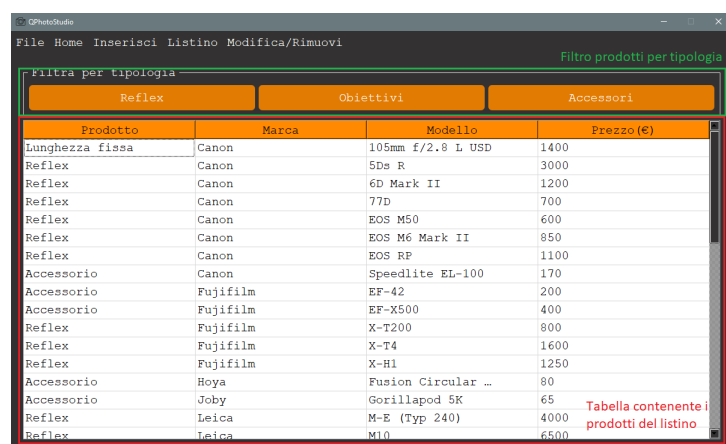 QPhotoStudio
File Home Inserisci Listino Modifica/Rimuovi
Filtro prodotti per tipologia
Filtra per tipologia
Reflex Obiettivi Accessori
Prodotto Marca Modello Prezzo(€)
Lunghezza fissa Canon 105mm f/2.8 L USD 1400
Reflex Canon 5Ds R 3000
Reflex Canon 6D Mark II 1200
Reflex Canon 77D 700
Reflex Canon EOS M50 600
Reflex Canon EOS M6 Mark II 850
Reflex Canon EOS RP 1100
Accessorio Canon Speedlite EL-100 170
Accessorio Fujifilm EF-42 200
Accessorio Fujifilm EF-X500 400
Reflex Fujifilm X-T200 800
Reflex Fujifilm X-T4 1600
Reflex Fujifilm X-H1 1250
Accessorio Hoya Fusion Circular … 80
Accessorio Joby Gorillapod 5K 65
Reflex Leica M-E (Typ 240) 4000
Reflex Leica M10 6500
Tabella contenente i
prodotti del listino